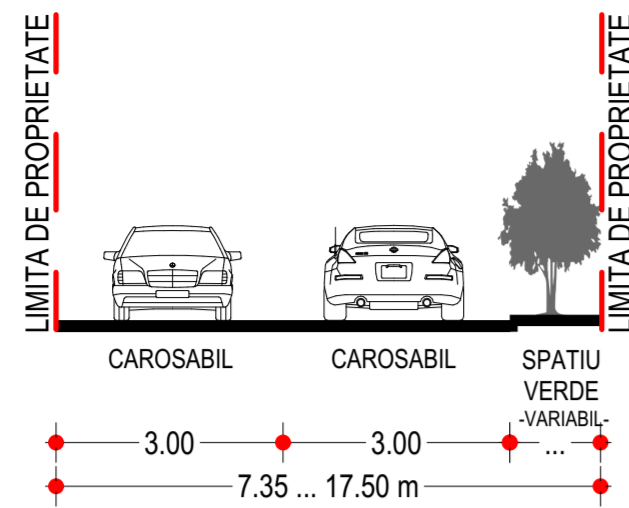 LIMITA DE PROPRIETATE
LIMITA DE PROPRIETATE
CAROSABIL
CAROSABIL
SPATIU
VERDE
-VARIABIL-
3.00
3.00
...
7.35 ... 17.50 m